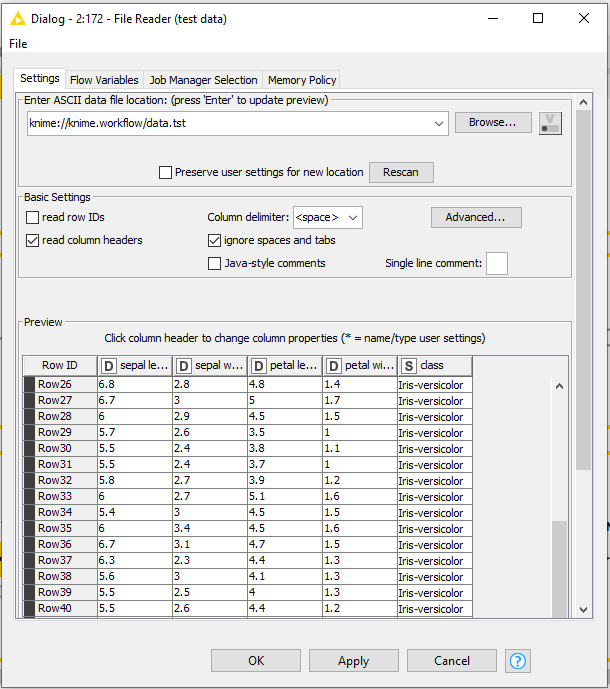 Dialog - 2:172 - File Reader (test data)
File
Settings Flow Variables Job Manager Selection Memory Policy
Enter ASCII data file location: (press 'Enter' to update preview)
knime://knime.workflow/data.tst Browse... V
Preserve user settings for new location Rescan
Basic Settings
read row IDs Column delimiter: <space> Advanced...
read column headers ignore spaces and tabs
Java-style comments Single line comment:
Preview
Click column header to change column properties (* = name/type user settings)
Row ID D sepal le... D sepal w... D petal le... D petal wi... S class
Row26 6.8 2.8 4.8 1.4 Iris-versicolor
Row27 6.7 3 5 1.7 Iris-versicolor
Row28 6 2.9 4.5 1.5 Iris-versicolor
Row29 5.7 2.6 3.5 1 Iris-versicolor
Row30 5.5 2.4 3.8 1.1 Iris-versicolor
Row31 5.5 2.4 3.7 1 Iris-versicolor
Row32 5.8 2.7 3.9 1.2 Iris-versicolor
Row33 6 2.7 5.1 1.6 Iris-versicolor
Row34 5.4 3 4.5 1.5 Iris-versicolor
Row35 6 3.4 4.5 1.6 Iris-versicolor
Row36 6.7 3.1 4.7 1.5 Iris-versicolor
Row37 6.3 2.3 4.4 1.3 Iris-versicolor
Row38 5.6 3 4.1 1.3 Iris-versicolor
Row39 5.5 2.5 4 1.3 Iris-versicolor
Row40 5.5 2.6 4.4 1.2 Iris-versicolor
OK Apply Cancel ?